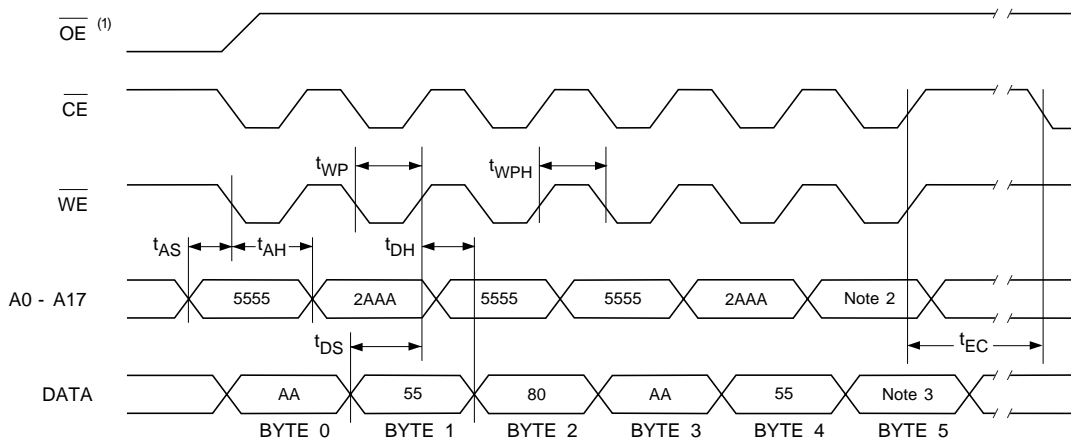 OE (1)
CE
tWP
tWPH
WE
tAS
tAH
tDH
A0 - A17
5555
2AAA
5555
5555
2AAA
Note 2
tDS
tEC
DATA
AA
55
80
AA
55
Note 3
BYTE 0
BYTE 1
BYTE 2
BYTE 3
BYTE 4
BYTE 5